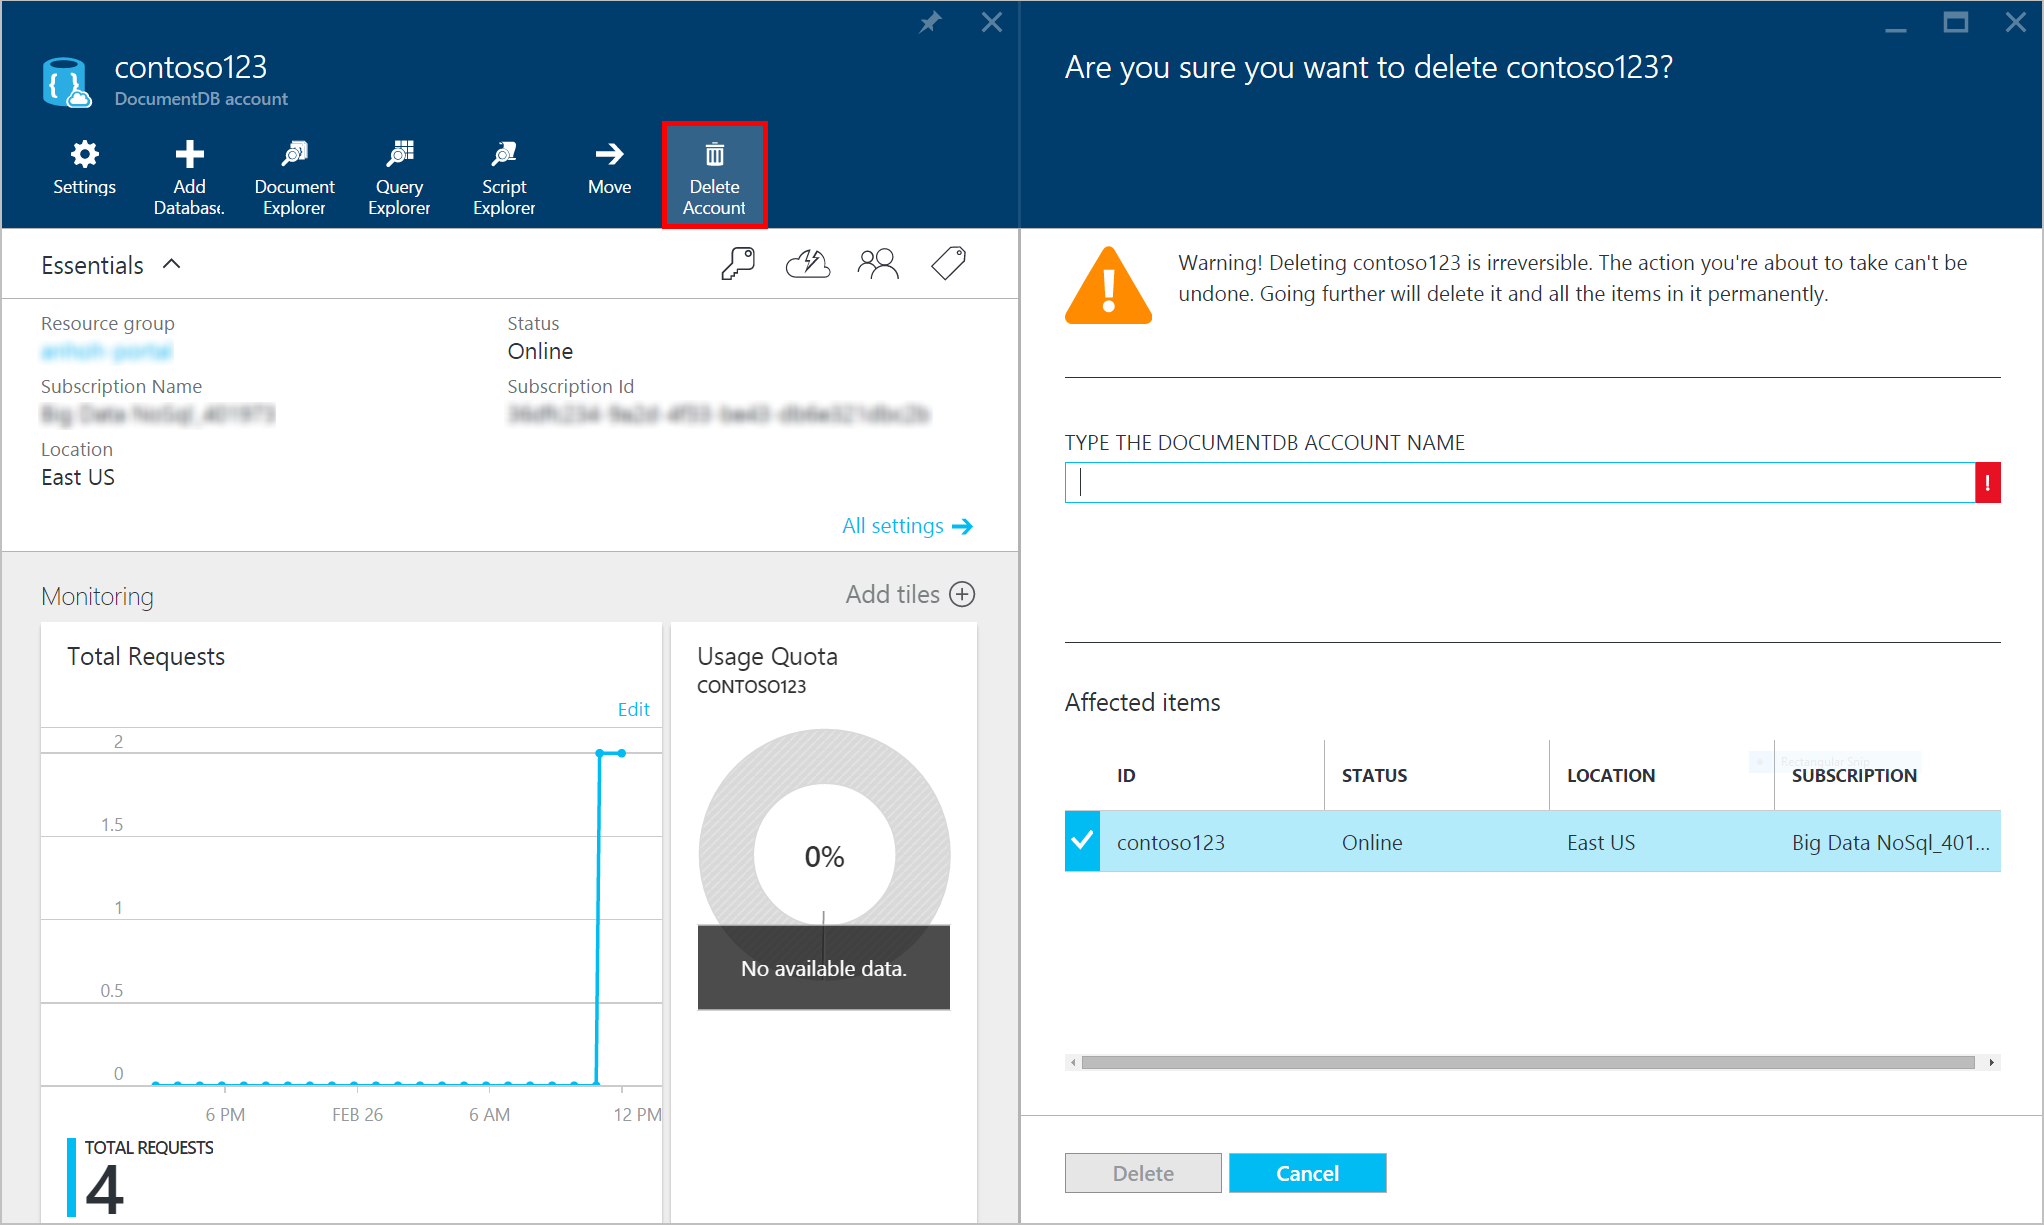 contoso123
DocumentDB account
Settings
Add
Database.
Document
Explorer
Query
Explorer
Script
Explorer
Move
Delete
Account
Essentials
Resource group
Status
Online
Subscription Name
Subscription Id
Location
East US
All settings
Monitoring
Add tiles
Total Requests
Edit
2
1.5
1
0.5
0
6 PM
FEB 26
6 AM
12 PM
TOTAL REQUESTS
4
Usage Quota
CONTOSO123
0%
No available data.
Are you sure you want to delete contoso123?
Warning! Deleting contoso123 is irreversible. The action you're about to take can't be
undone. Going further will delete it and all the items in it permanently.
TYPE THE DOCUMENTDB ACCOUNT NAME
!
Affected items
Rectangular Snip
ID STATUS LOCATION SUBSCRIPTION
contoso123 Online East US Big Data NoSql_401...
Delete
Cancel